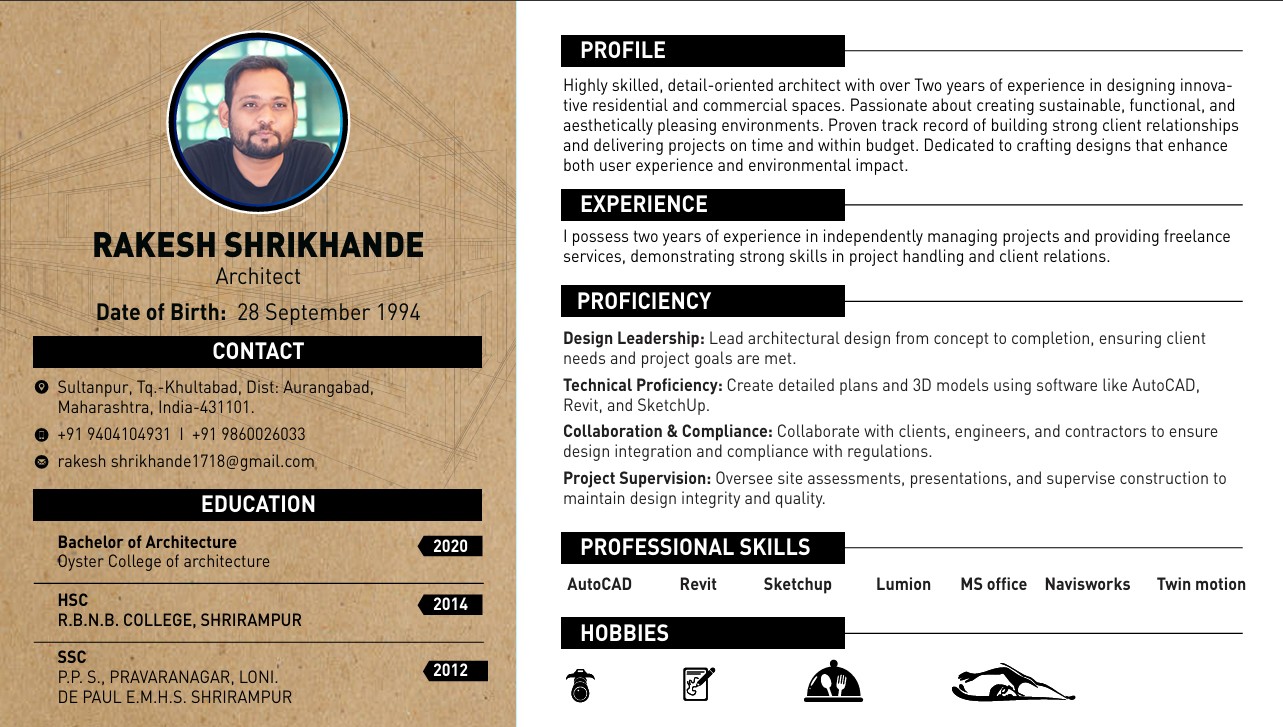 RAKESH SHRIKHANDE
Architect
Date of Birth: 28 September 1994
CONTACT
Sultanpur, Tq.-Khultabad, Dist: Aurangabad,
Maharashtra, India-431101.
+91 9404104931 I +91 9860026033
rakesh shrikhande1718@gmail.com
EDUCATION
Bachelor of Architecture
2020
Oyster College of architecture
HSC
2014
R.B.N.B. COLLEGE, SHRIRAMPUR
SSC
2012
P.P. S., PRAVARANAGAR, LONI.
DE PAUL E.M.H.S. SHRIRAMPUR
PROFILE
Highly skilled, detail-oriented architect with over Two years of experience in designing innova-
tive residential and commercial spaces. Passionate about creating sustainable, functional, and
aesthetically pleasing environments. Proven track record of building strong client relationships
and delivering projects on time and within budget. Dedicated to crafting designs that enhance
both user experience and environmental impact.
EXPERIENCE
I possess two years of experience in independently managing projects and providing freelance
services, demonstrating strong skills in project handling and client relations.
PROFICIENCY
Design Leadership: Lead architectural design from concept to completion, ensuring client
needs and project goals are met.
Technical Proficiency: Create detailed plans and 3D models using software like AutoCAD,
Revit, and SketchUp.
Collaboration & Compliance: Collaborate with clients, engineers, and contractors to ensure
design integration and compliance with regulations.
Project Supervision: Oversee site assessments, presentations, and supervise construction to
maintain design integrity and quality.
PROFESSIONAL SKILLS
AutoCAD Revit Sketchup Lumion MS office Navisworks Twin motion
HOBBIES